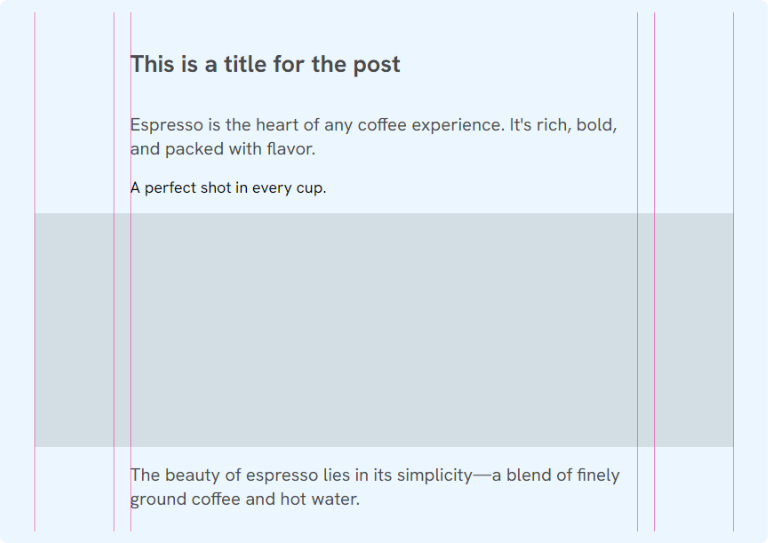 This is a title for the post
Espresso is the heart of any coffee experience. It's rich, bold,
and packed with flavor.
A perfect shot in every cup.
The beauty of espresso lies in its simplicity—a blend of finely
ground coffee and hot water.